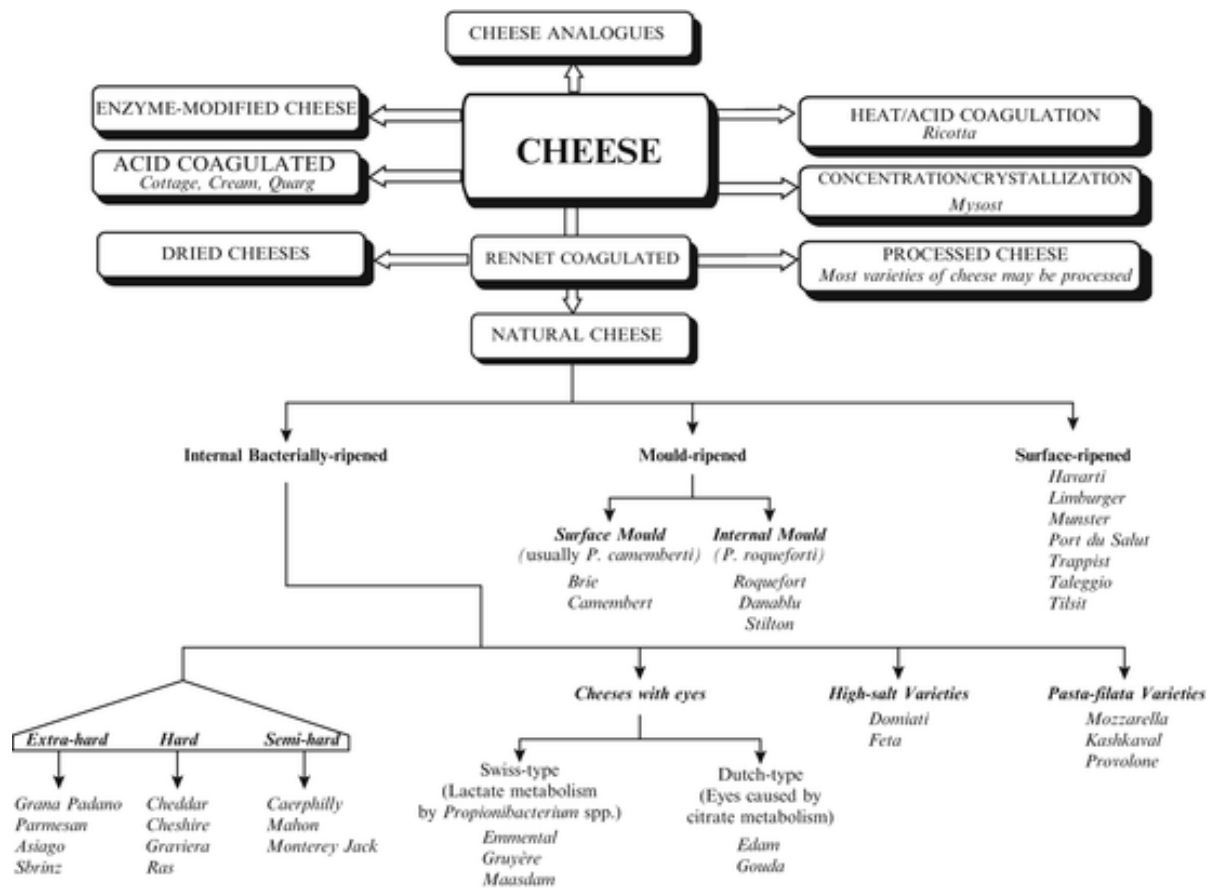 CHEESE ANALOGUES
ENZYME-MODIFIED CHEESE
CHEESE
HEAT/ACID COAGULATION
Ricotta
ACID COAGULATED
Cottage, Cream, Quarg
CONCENTRATION/CRYSTALLIZATION
Mysost
DRIED CHEESES
RENNET COAGULATED
PROCESSED CHEESE
Most varieties of cheese may be processed
NATURAL CHEESE
Internal Bacterially-ripened
Mould-ripened
Surface-ripened
Havarti
Limburger
Munster
Port du Salut
Trappist
Taleggio
Tilsit
Surface Mould
(usually P. camemberti)
Brie
Camembert
Internal Mould
(P. roqueforti)
Roquefort
Danablu
Stilton
Extra-hard
Grana Padano
Parmesan
Asiago
Sbrinz
Hard
Cheddar
Cheshire
Graviera
Ras
Semi-hard
Caerphilly
Mahon
Monterey Jack
Cheeses with eyes
Swiss-type
(Lactate metabolism
by Propionibacterium spp.)
Emmental
Gruyère
Maasdam
Dutch-type
(Eyes caused by
citrate metabolism)
Edam
Gouda
High-salt Varieties
Domiati
Feta
Pasta-filata Varieties
Mozzarella
Kashkaval
Provolone